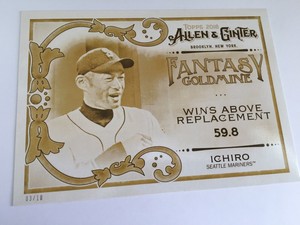 TOPPS 2018
ALLEN & GINTER
BROOKLYN, NEW YORK.
FANTASY
GOLDMINE
WINS ABOVE
REPLACEMENT
59.8
ICHIRO
SEATTLE MARINERS™